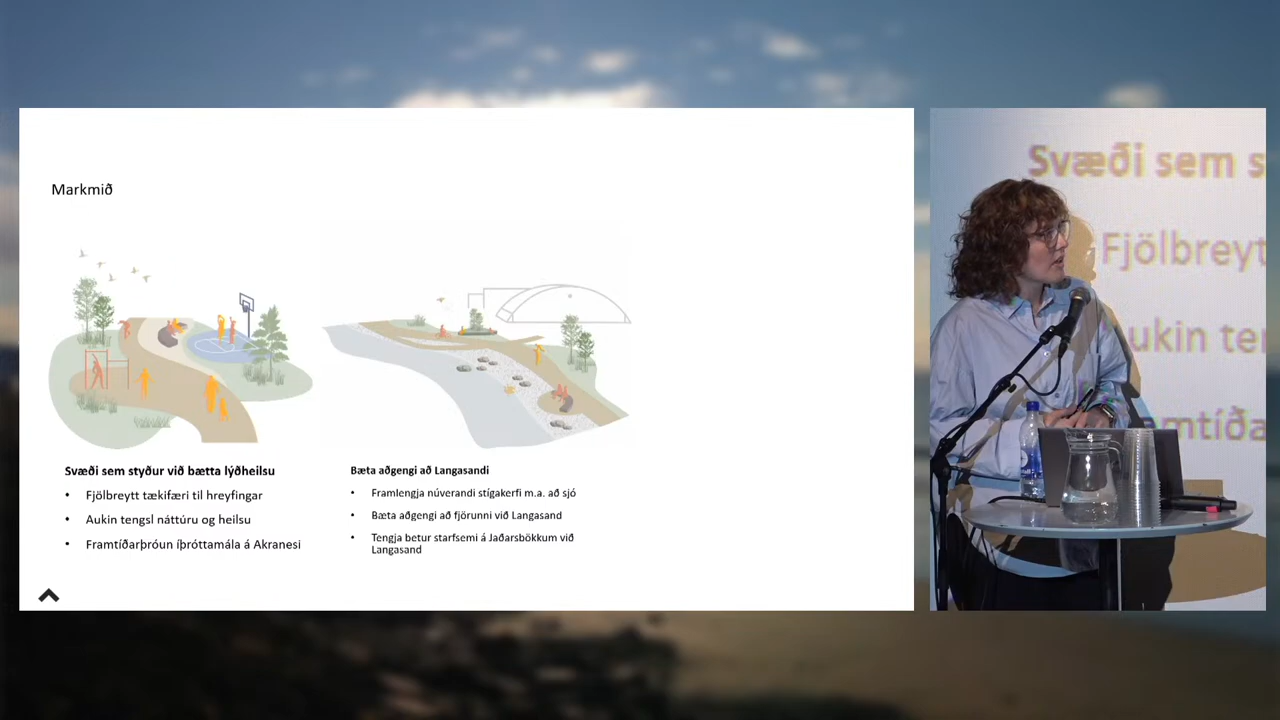 Markmið
Svæði sem styður við bætta lýðheilsu
• Fjölbreytt tækifæri til hreyfingar
• Aukin tengsl náttúru og heilsu
• Framtíðarþróun íþróttamála á Akranesi
Bæta aðgengi að Langasandi
• Framlengja núverandi stígakerfi m.a. að sjó
• Bæta aðgengi að fjörunni við Langasand
• Tengja betur starfsemi á Jaðarsbökkum við
Langasand
Svæði sem s
Fjölbreyt
ukin te
mtíða